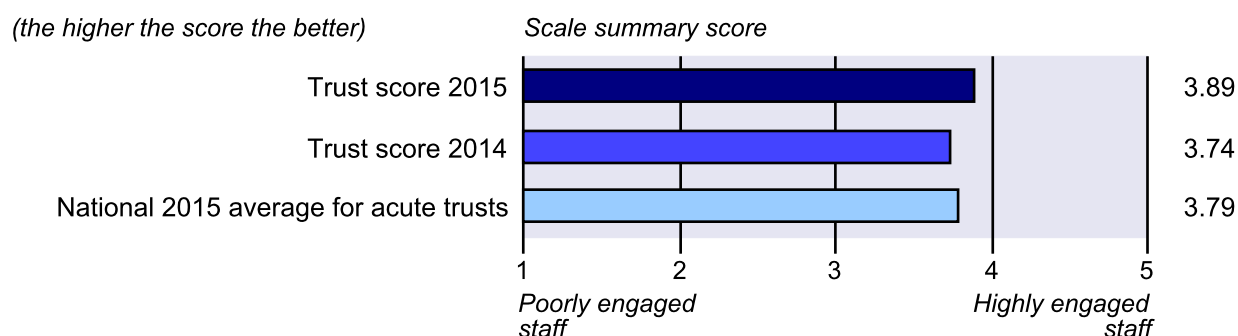 (the higher the score the better) Scale summary score
Trust score 2015 3.89
Trust score 2014 3.74
National 2015 average for acute trusts 3.79
1 2 3 4 5
Poorly engaged Highly engaged
staff staff